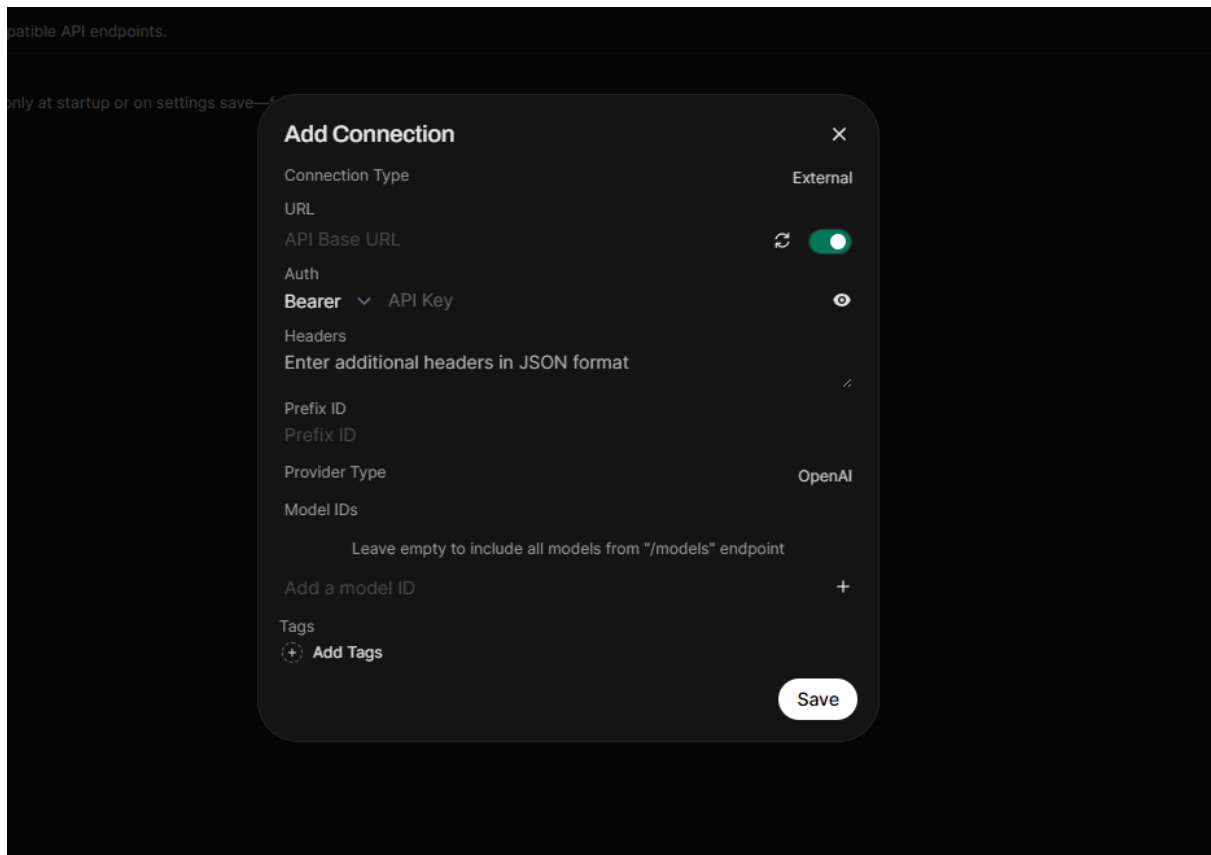 patible API endpoints.
only at startup or on settings save—f
Add Connection
Connection Type
External
URL
API Base URL
Auth
Bearer
API Key
Headers
Enter additional headers in JSON format
Prefix ID
Prefix ID
Provider Type
OpenAI
Model IDs
Leave empty to include all models from "/models" endpoint
Add a model ID
Tags
Add Tags
Save